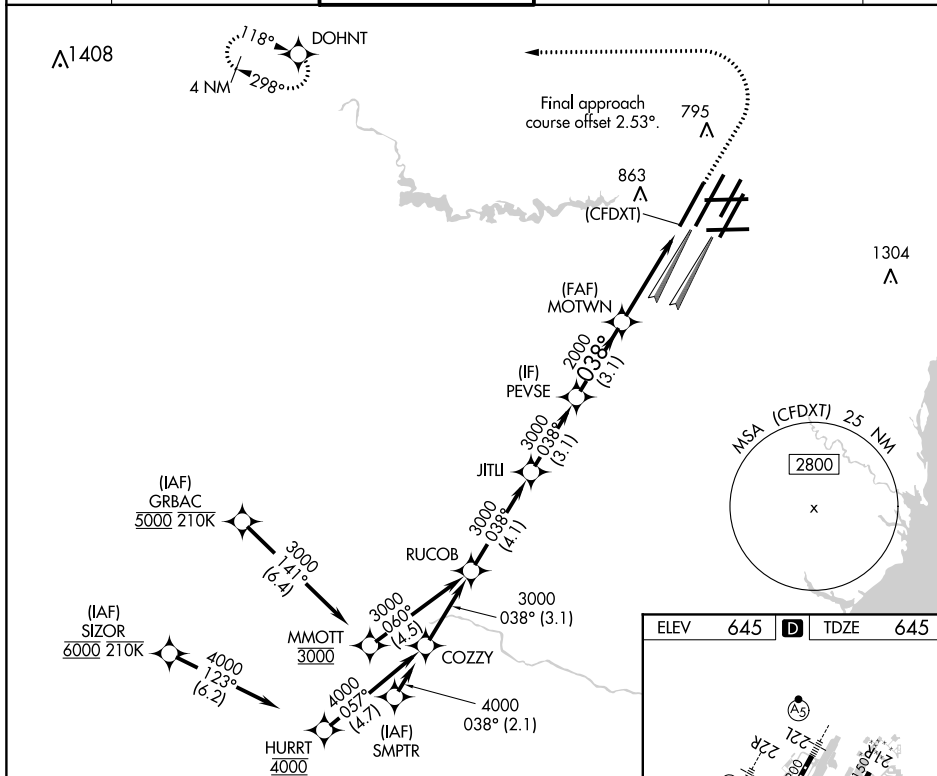 1408
118°
DOHNT
4 NM
298°
Final approach
course offset 2.53°.
795
863
(CFDXT)
1304
(FAF)
MOTWN
2000
038°
(3.1)
(IF)
PEVSE
3000
038°
(3.1)
JITLI
3000
038°
(4.1)
MSA (CFDXT) 25 NM
2800
x
(IAF)
GRBAC
5000 210K
3000
141°
(6.4)
RUCOB
3000
038° (3.1)
3000
060°
(4.5)
MMOTT
3000
COZZY
(IAF)
SIZOR
6000 210K
4000
123°
(6.2)
4000
057°
(4.7)
4000
038° (2.1)
(IAF)
SMPTR
HURRT
4000
ELEV 645 D TDZE 645
A5
22R
22L